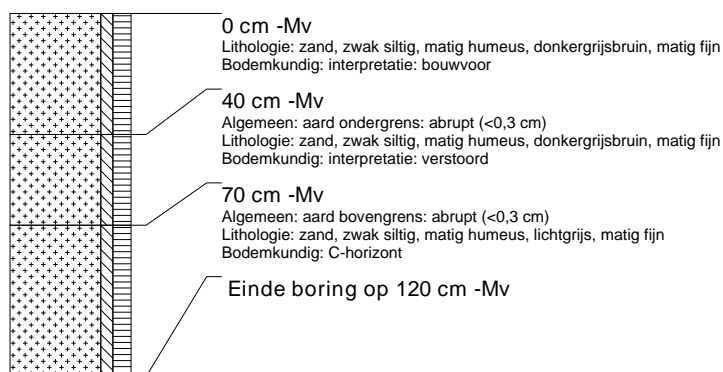 0 cm -Mv
Lithologie: zand, zwak siltig, matig humeus, donkergrijsbruin, matig fijn
Bodemkundig: interpretatie: bouwvoor
40 cm -Mv
Algemeen: aard ondergrens: abrupt (<0,3 cm)
Lithologie: zand, zwak siltig, matig humeus, donkergrijsbruin, matig fijn
Bodemkundig: interpretatie: verstoord
70 cm -Mv
Algemeen: aard bovengrens: abrupt (<0,3 cm)
Lithologie: zand, zwak siltig, matig humeus, lichtgrijs, matig fijn
Bodemkundig: C-horizont
Einde boring op 120 cm -Mv